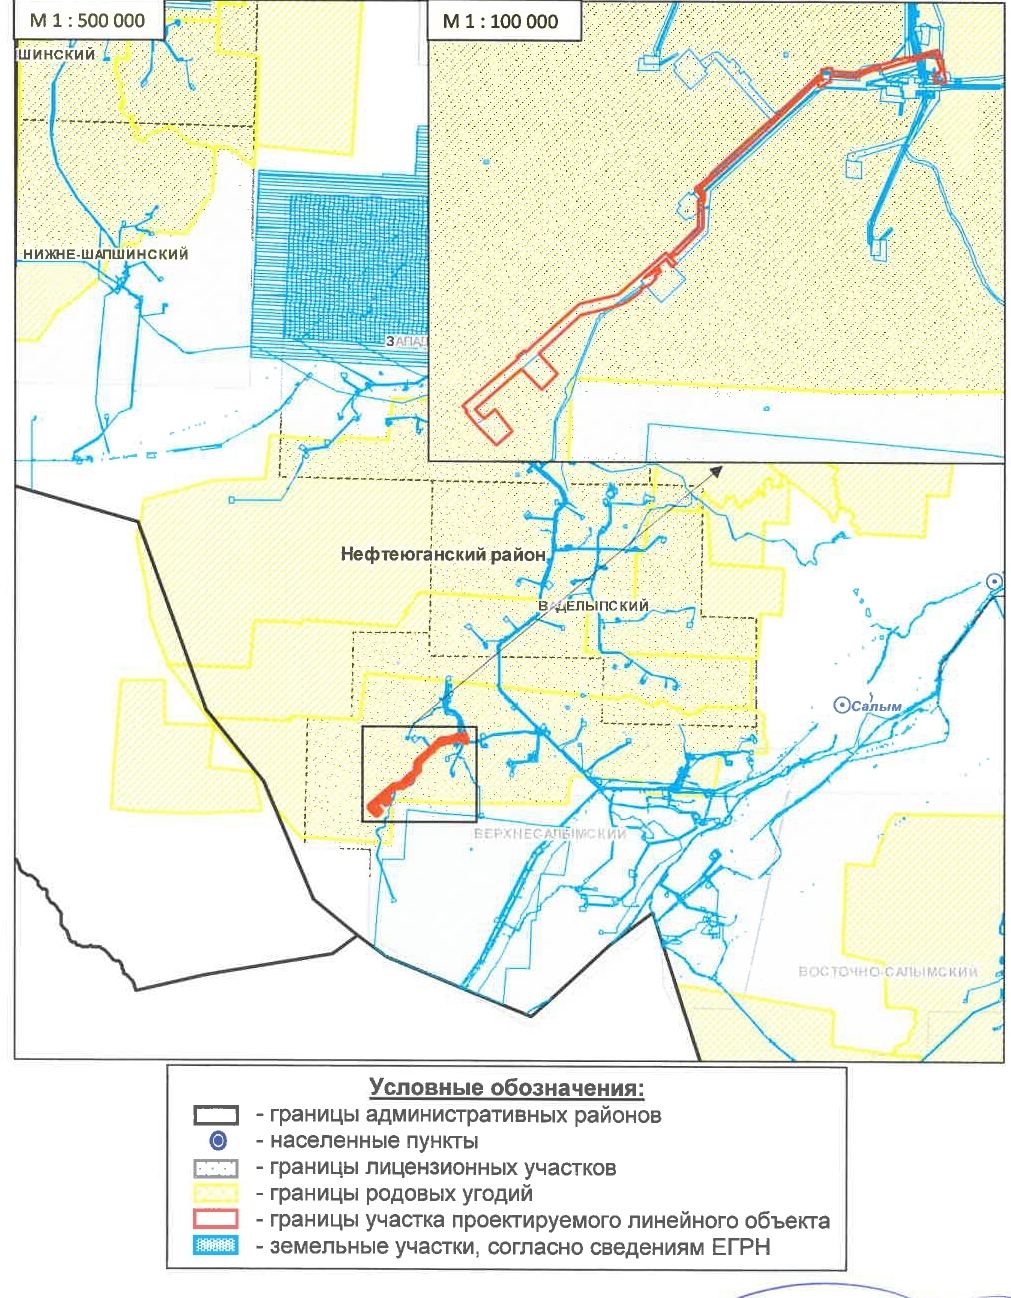 М 1 : 500 000
М 1 : 100 000
ШИНСКИЙ
НИЖНЕ-ШАПШИНСКИЙ
ЗАПАД
Нефтеюганский район
ВАДЕЛЫПСКИЙ
Салым
ВЕРХНЕСАЛЫМСКИЙ
ВОСТОЧНО-САЛЫМСКИЙ
Условные обозначения:
- границы административных районов
- населенные пункты
- границы лицензионных участков
- границы родовых угодий
- границы участка проектируемого линейного объекта
- земельные участки, согласно сведениям ЕГРН